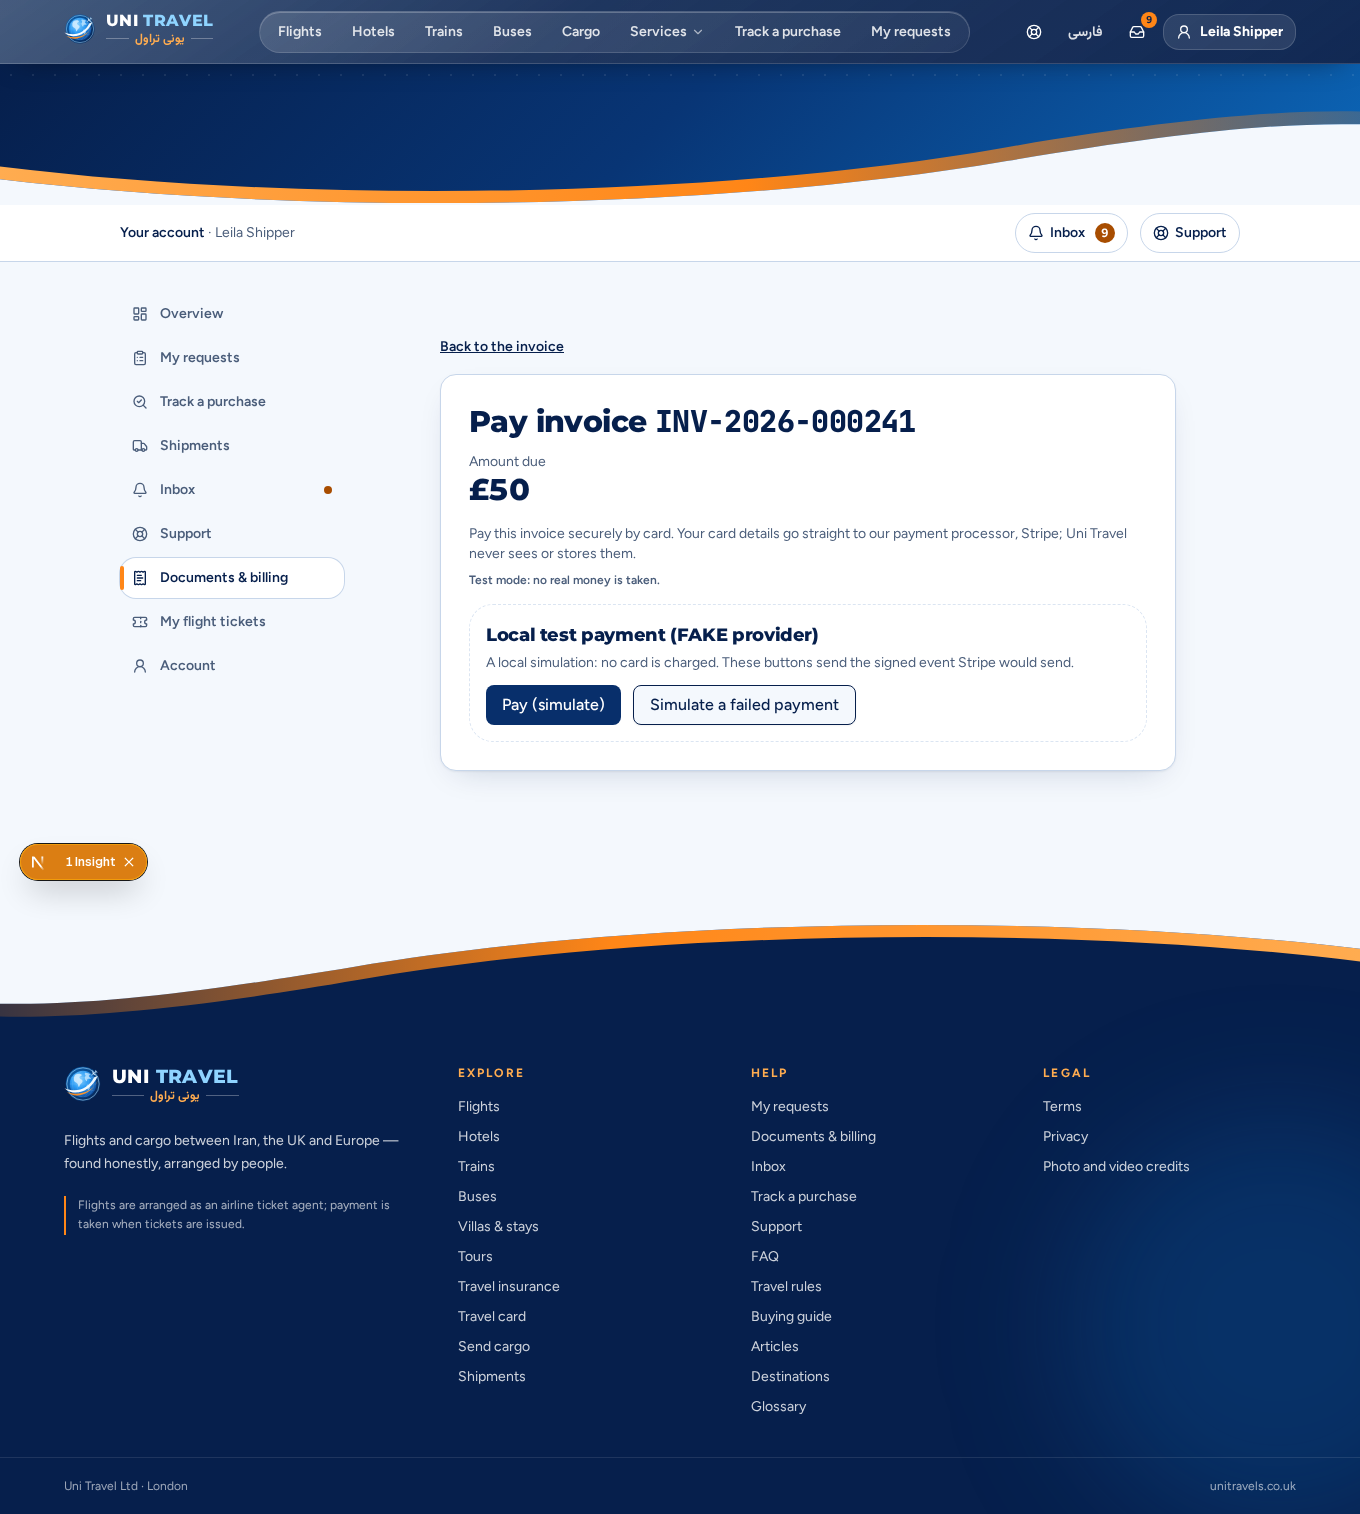 UNI TRAVEL
یونی تراول
Flights
Hotels
Trains
Buses
Cargo
Services
Track a purchase
My requests
فارسی
9
Leila Shipper
Your account · Leila Shipper
Inbox 9
Support
Overview
My requests
Track a purchase
Shipments
Inbox
Support
Documents & billing
My flight tickets
Account
Back to the invoice
Pay invoice INV-2026-000241
Amount due
£50
Pay this invoice securely by card. Your card details go straight to our payment processor, Stripe; Uni Travel
never sees or stores them.
Test mode: no real money is taken.
Local test payment (FAKE provider)
A local simulation: no card is charged. These buttons send the signed event Stripe would send.
Pay (simulate)
Simulate a failed payment
1 Insight
UNI TRAVEL
یونی تراول
Flights and cargo between Iran, the UK and Europe —
found honestly, arranged by people.
Flights are arranged as an airline ticket agent; payment is
taken when tickets are issued.
EXPLORE
Flights
Hotels
Trains
Buses
Villas & stays
Tours
Travel insurance
Travel card
Send cargo
Shipments
HELP
My requests
Documents & billing
Inbox
Track a purchase
Support
FAQ
Travel rules
Buying guide
Articles
Destinations
Glossary
LEGAL
Terms
Privacy
Photo and video credits
Uni Travel Ltd · London
unitravels.co.uk